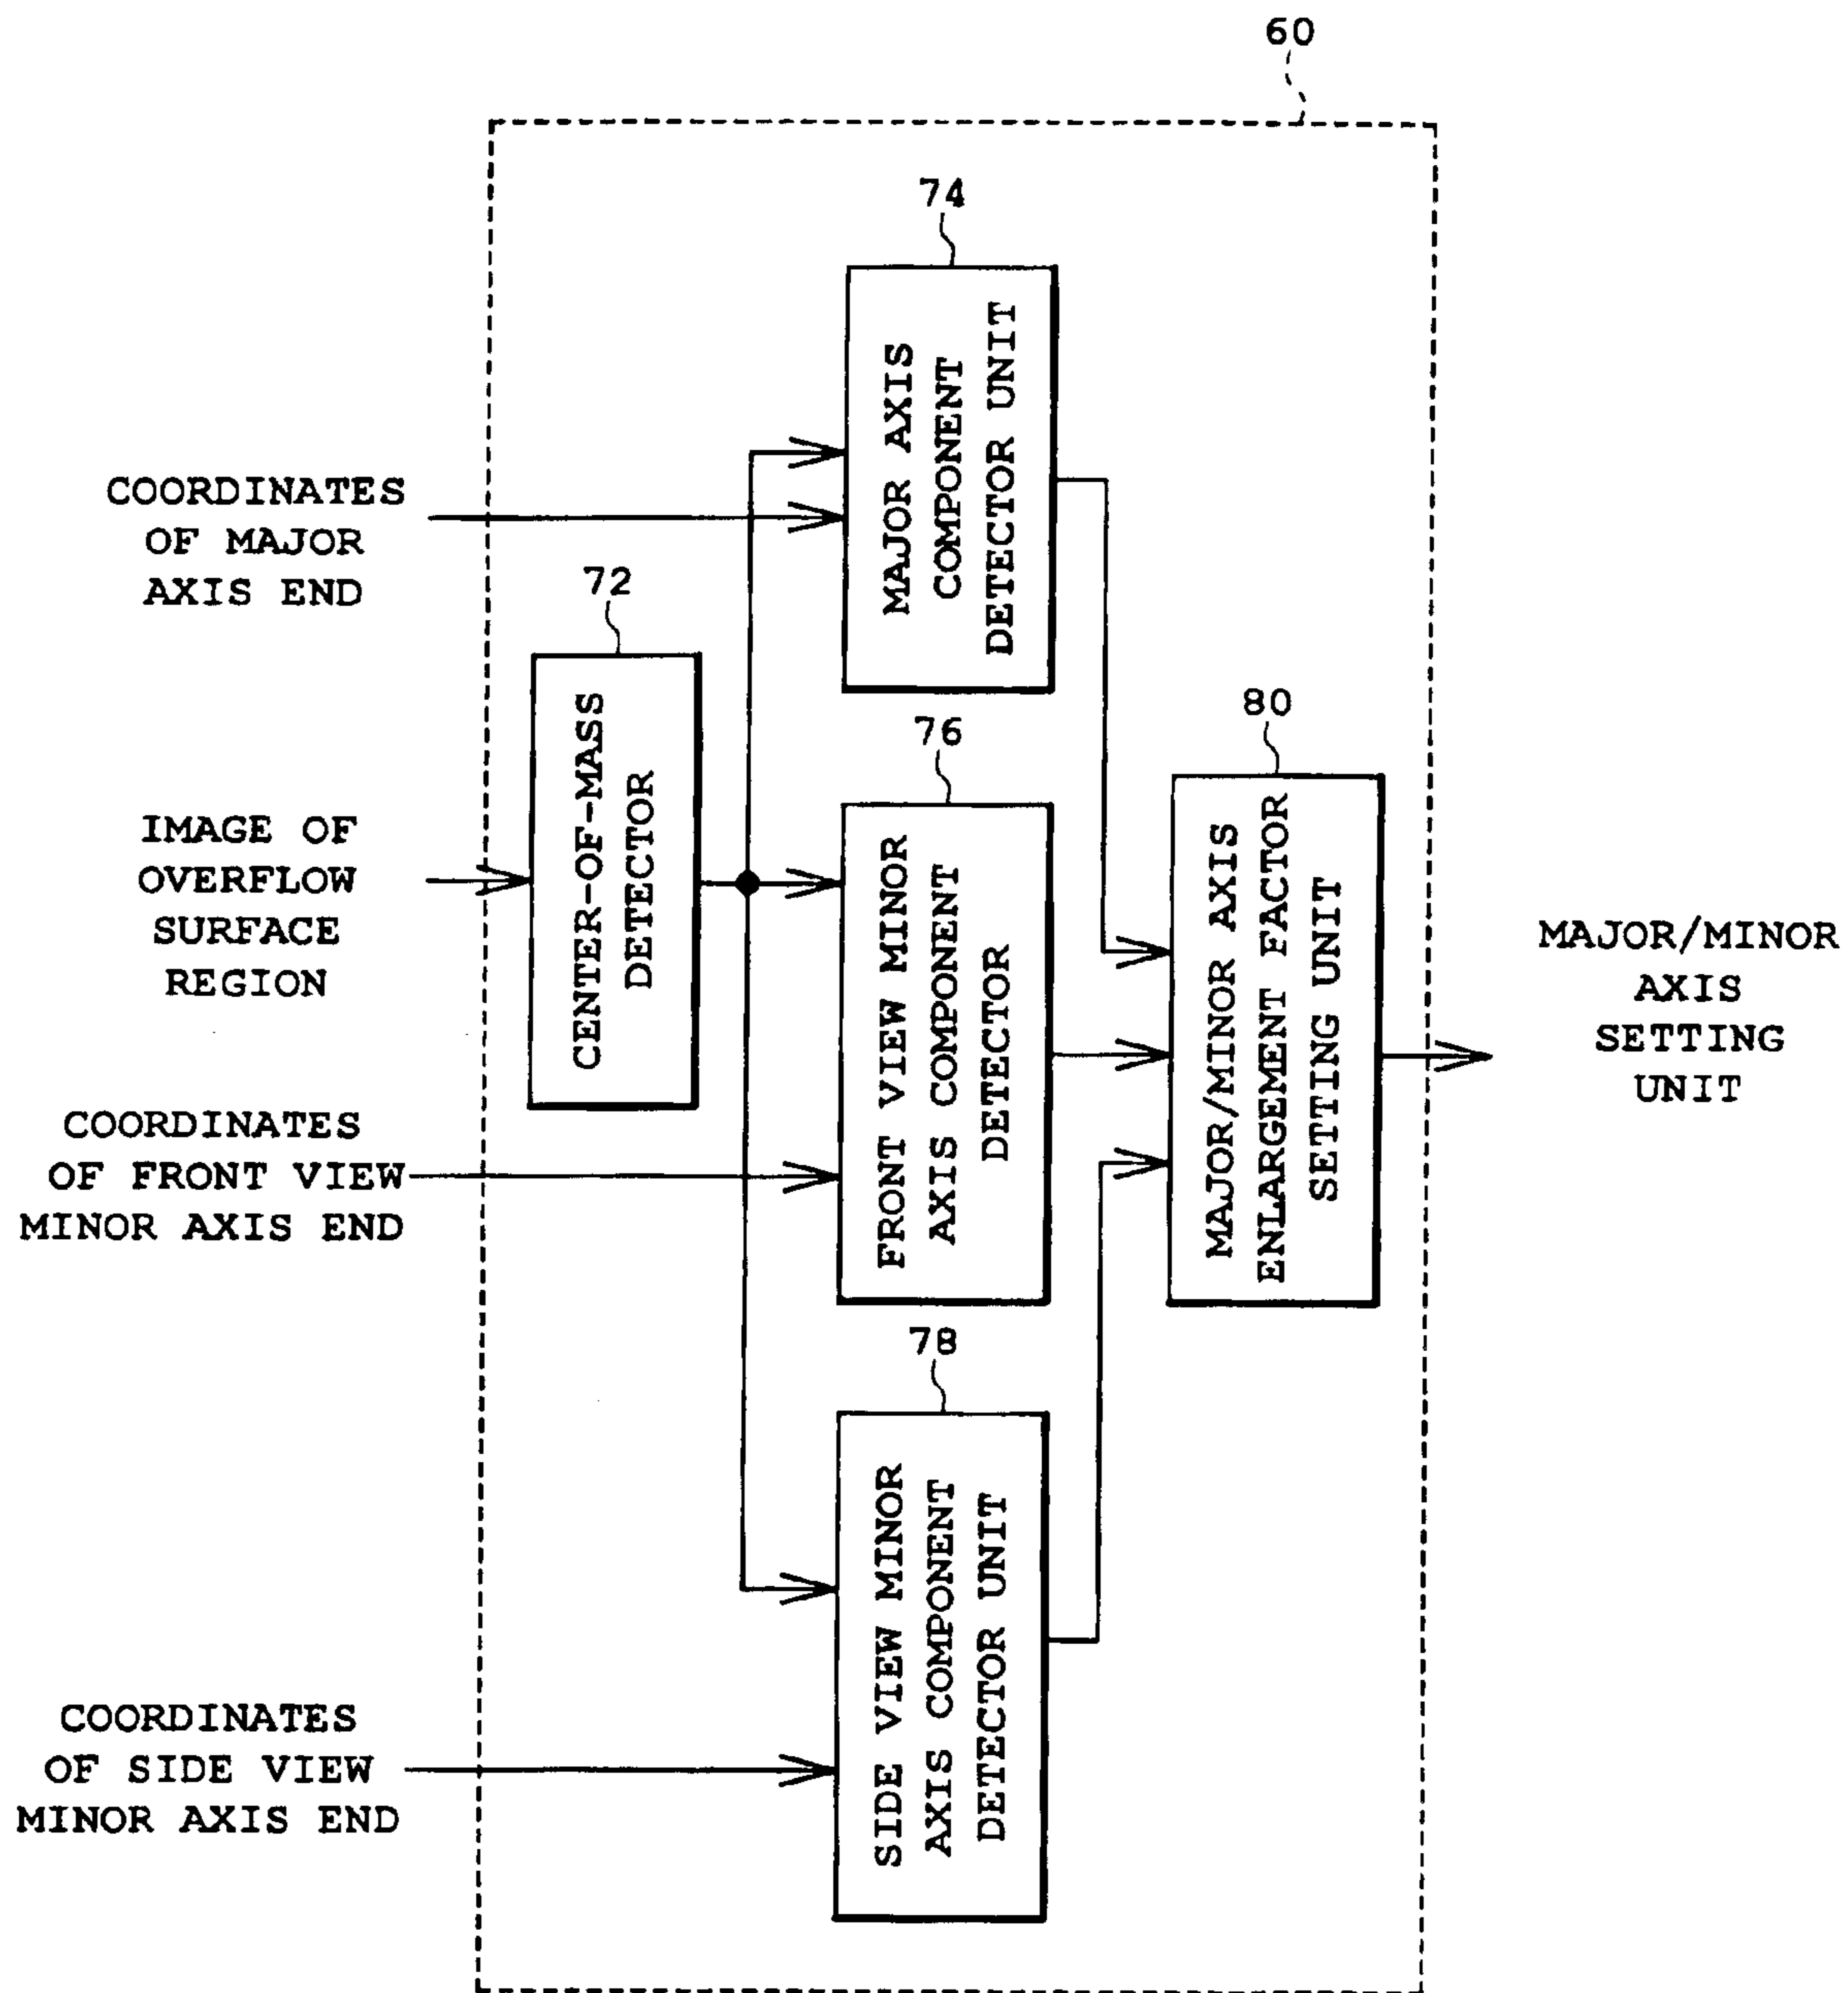 60
74
MAJOR AXIS
COMPONENT
DETECTOR UNIT
COORDINATES
OF MAJOR
AXIS END
72
CENTER-OF-MASS
DETECTOR
IMAGE OF
OVERFLOW
SURFACE
REGION
76
FRONT VIEW MINOR
AXIS COMPONENT
DETECTOR
80
MAJOR/MINOR AXIS
ENLARGEMENT FACTOR
SETTING UNIT
MAJOR/MINOR
AXIS
SETTING
UNIT
COORDINATES
OF FRONT VIEW
MINOR AXIS END
78
SIDE VIEW MINOR
AXIS COMPONENT
DETECTOR UNIT
COORDINATES
OF SIDE VIEW
MINOR AXIS END